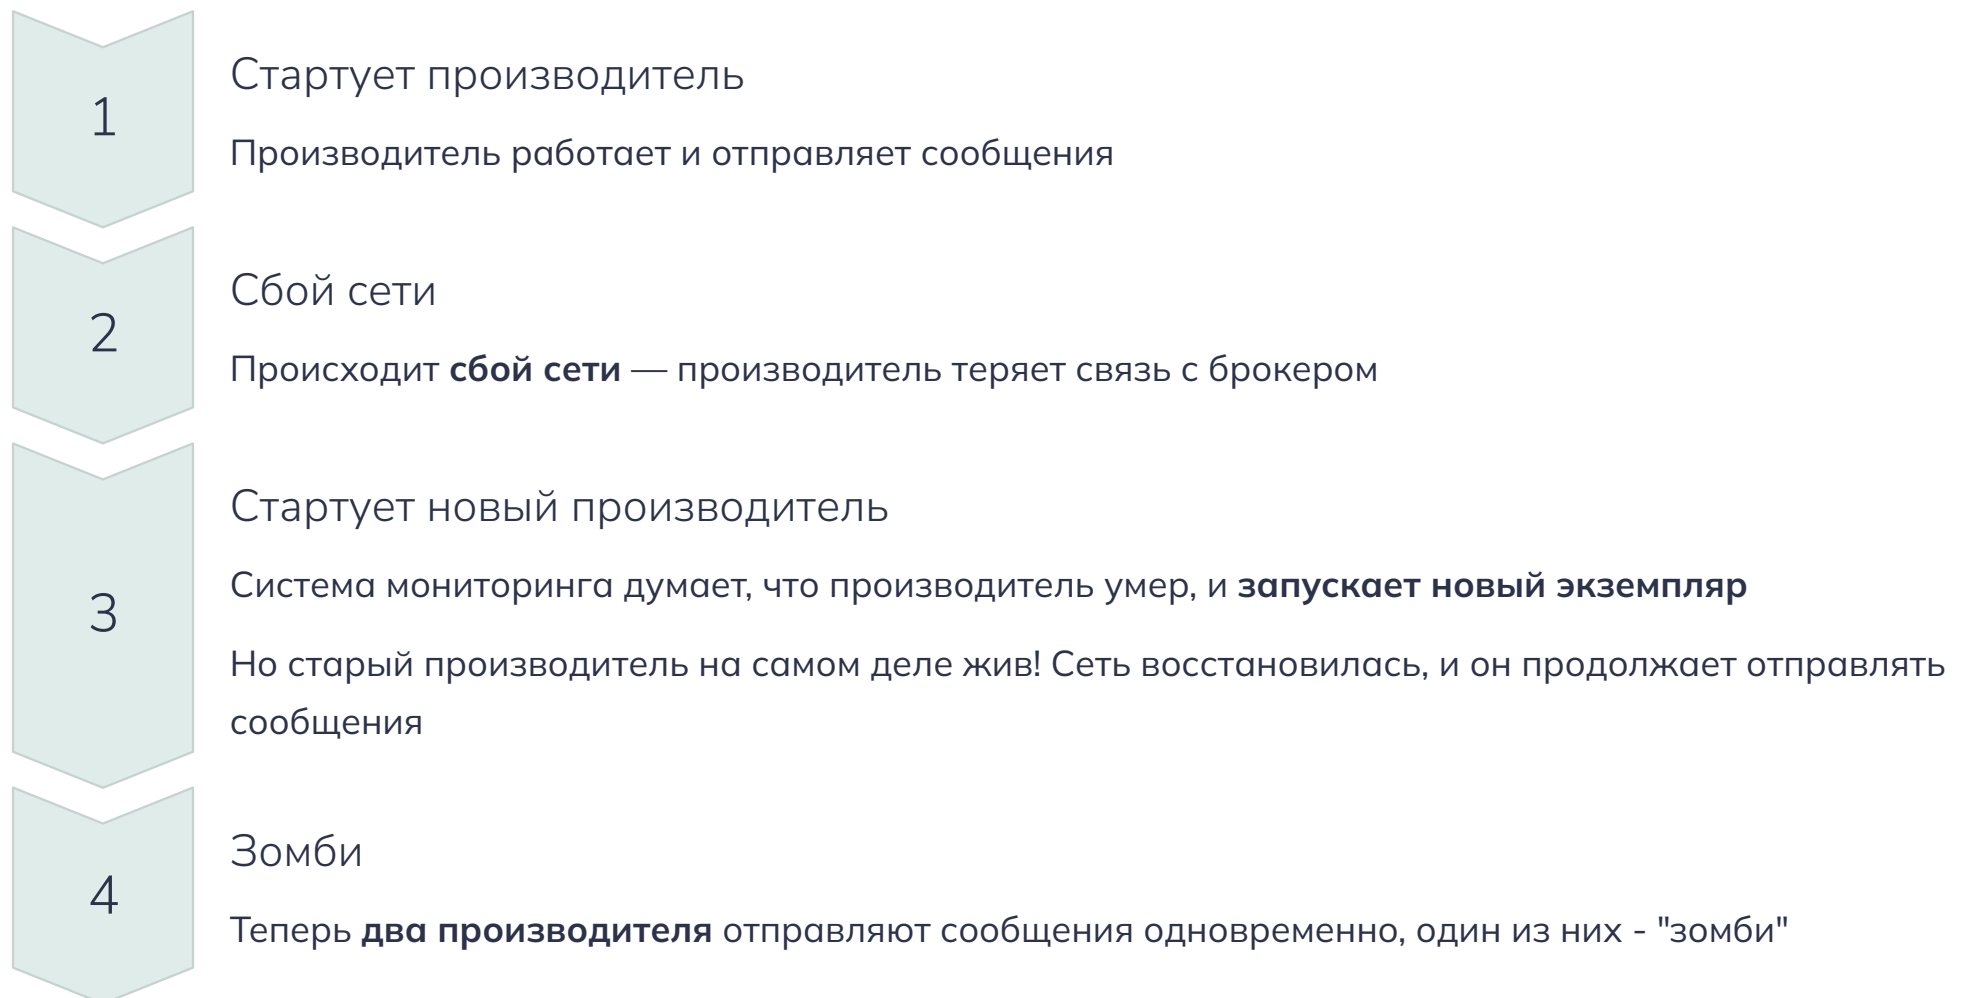 1
Стартует производитель
Производитель работает и отправляет сообщения
2
Сбой сети
Происходит сбой сети — производитель теряет связь с брокером
3
Стартует новый производитель
Система мониторинга думает, что производитель умер, и запускает новый экземпляр
Но старый производитель на самом деле жив! Сеть восстановилась, и он продолжает отправлять
сообщения
4
Зомби
Теперь два производителя отправляют сообщения одновременно, один из них - "зомби"